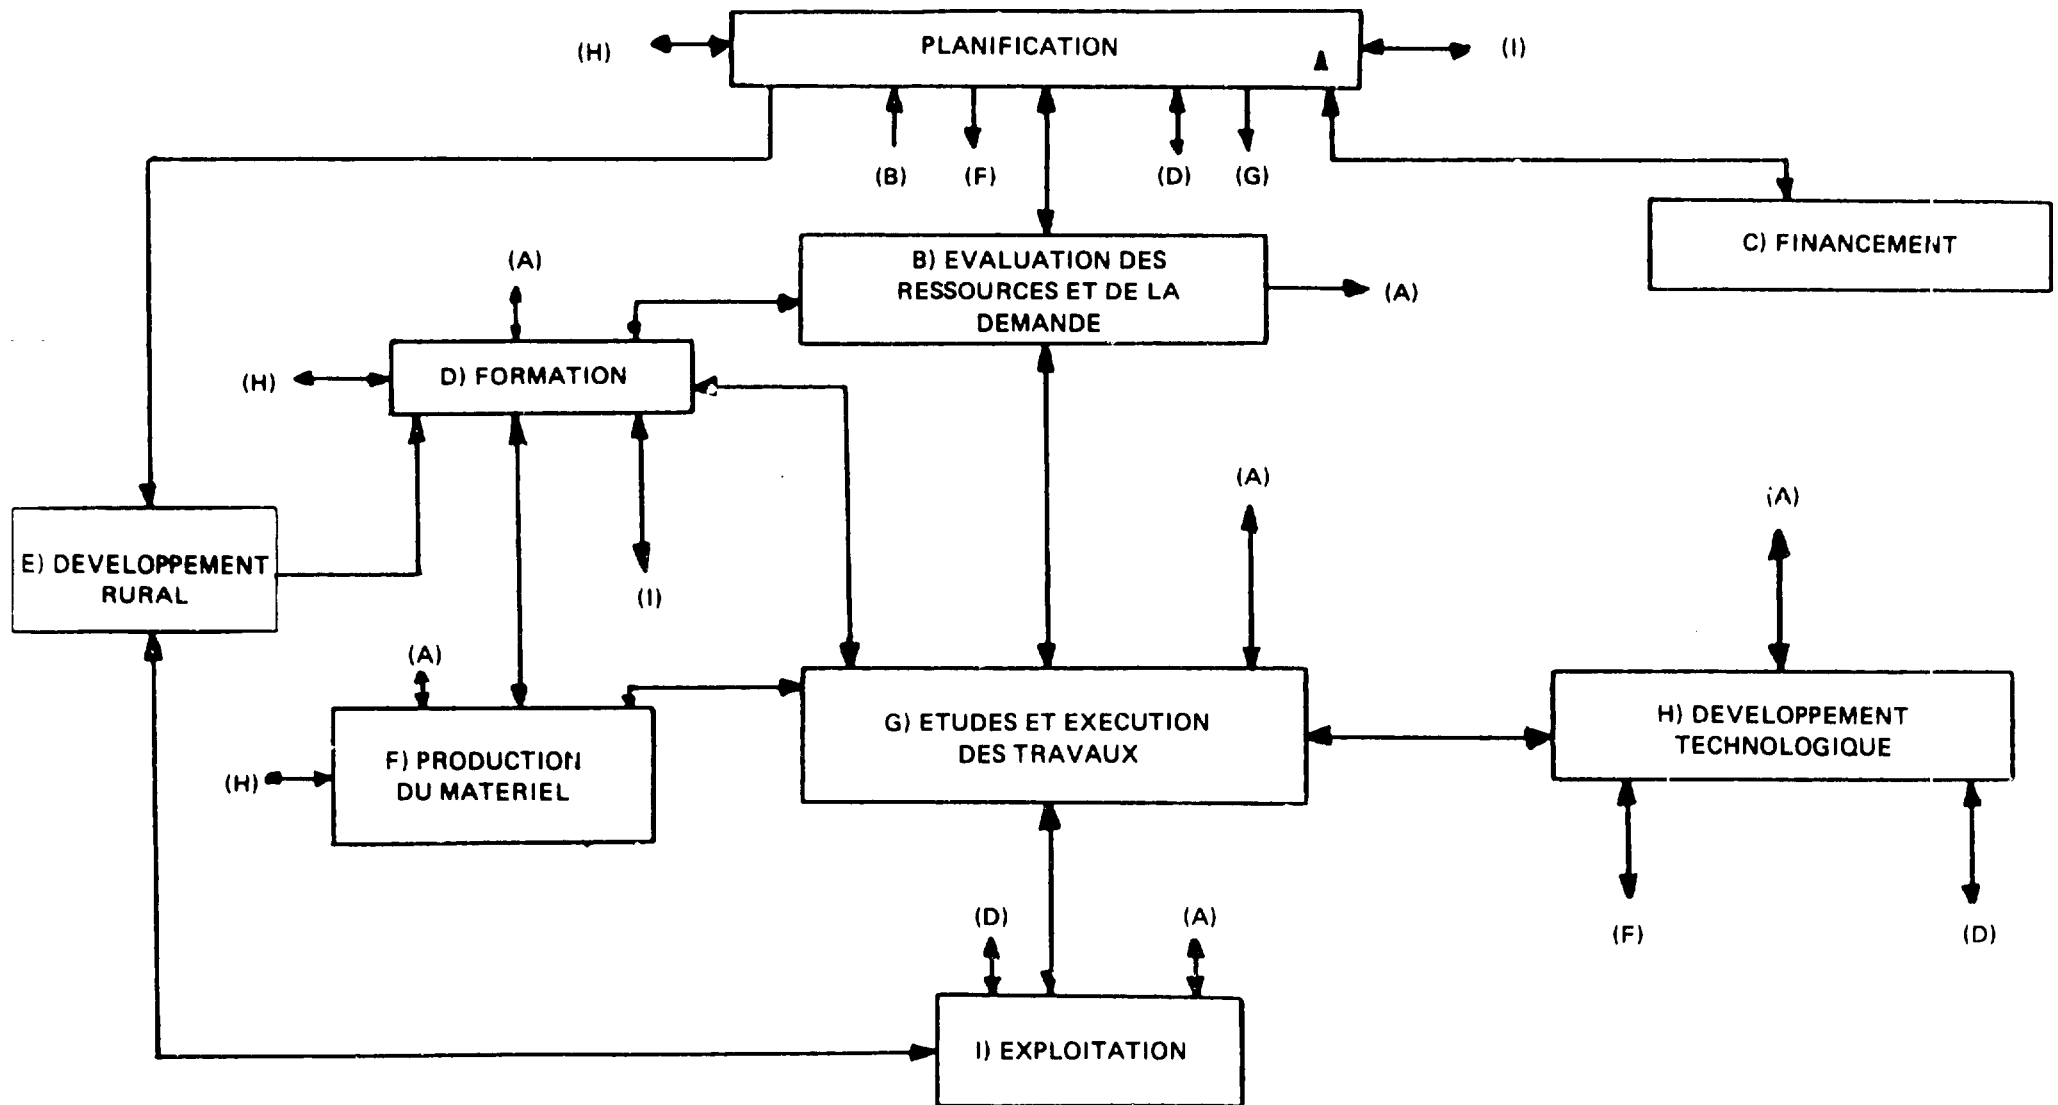 (H)
PLANIFICATION
(I)
(B)
(F)
(D)
(G)
C) FINANCEMENT
(A)
B) EVALUATION DES
RESSOURCES ET DE LA
DEMANDE
(A)
(H)
D) FORMATION
(A)
(A)
E) DEVELOPPEMENT
RURAL
(I)
(A)
F) PRODUCTION
DU MATERIEL
(H)
G) ETUDES ET EXECUTION
DES TRAVAUX
H) DEVELOPPEMENT
TECHNOLOGIQUE
(D)
(A)
(F)
(D)
I) EXPLOITATION